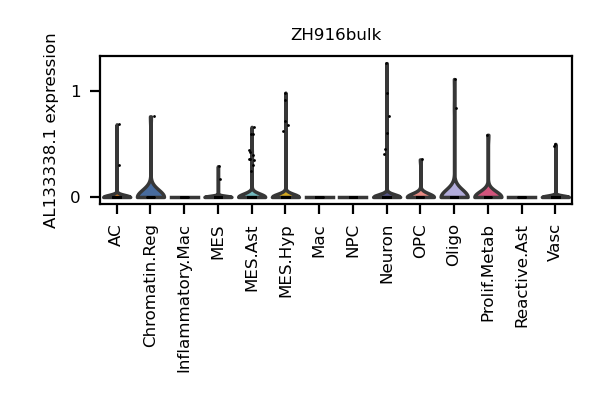 ZH916bulk
AL133338.1 expression
1
0
AC
Chromatin.Reg
Inflammatory.Mac
MES
MES.Ast
MES.Hyp
Mac
NPC
Neuron
OPC
Oligo
Prolif.Metab
Reactive.Ast
Vasc